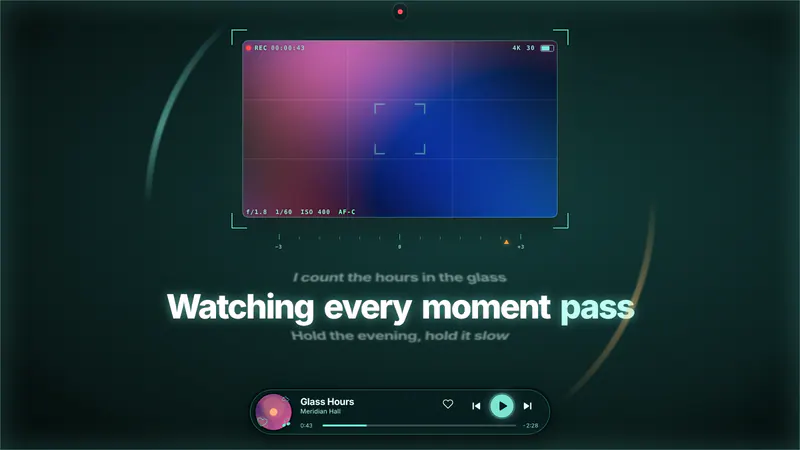 REC 00:00:43
4K 30
f/1.8 1/60 ISO 400 AF-C
-3 0 +3
I count the hours in the glass
Watching every moment pass
Hold the evening, hold it slow
Glass Hours
Meridian Hall
0:43
-2:28